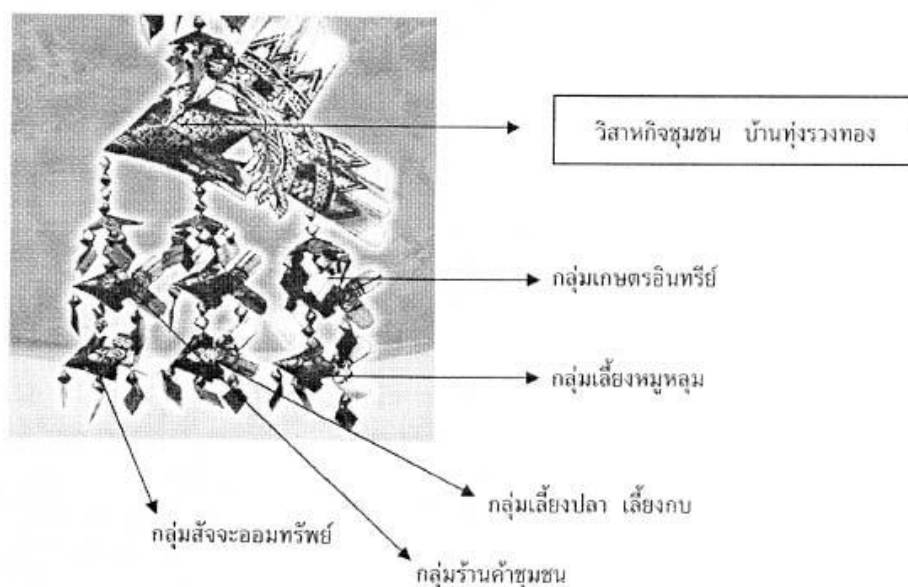 วิสาหกิจชุมชน บ้านทุ่งรวงทอง
กลุ่มเกษตรอินทรีย์
กลุ่มเลี้ยงหมูหลุม
กลุ่มเลี้ยงปลา เลี้ยงกบ
กลุ่มสัจจะออมทรัพย์
กลุ่มร้านค้าชุมชน